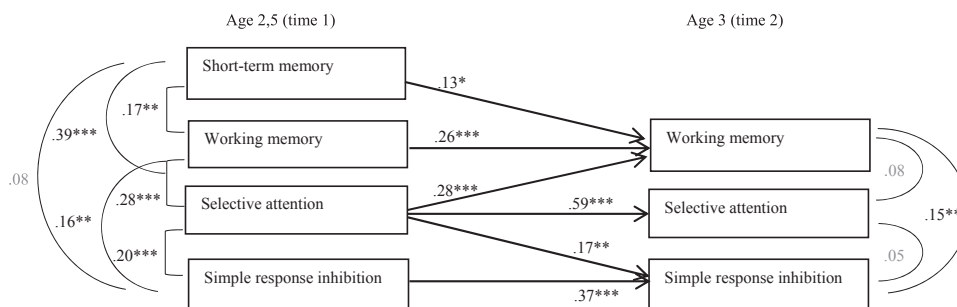 Age 2,5 (time 1)
Age 3 (time 2)
Short-term memory
.13*
.17**
.39***
Working memory
.26***
Working memory
.08
.08
.28***
.28***
Selective attention
.59***
Selective attention
.15**
.16**
.17**
.20***
.05
Simple response inhibition
.37***
Simple response inhibition